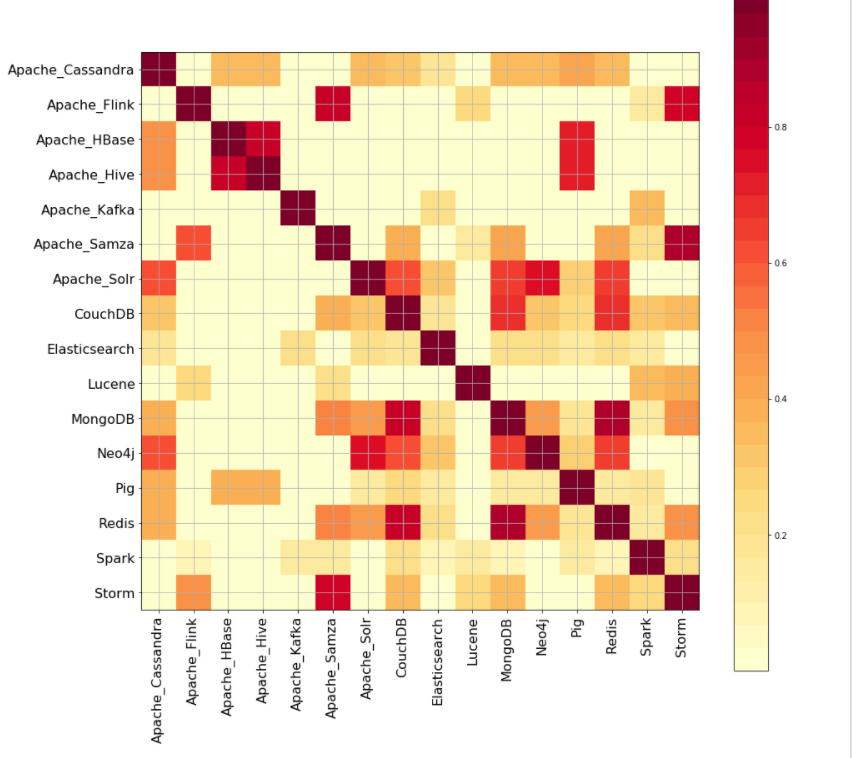 0.8
0.6
0.4
0.2
Apache_Cassandra
Apache_Flink
Apache_HBase
Apache_Hive
Apache_Kafka
Apache_Samza
Apache_Solr
CouchDB
Elasticsearch
Lucene
MongoDB
Neo4j
Pig
Redis
Spark
Storm
Apache_Cassandra
Apache_Flink
Apache_HBase
Apache_Hive
Apache_Kafka
Apache_Samza
Apache_Solr
CouchDB
Elasticsearch
Lucene
MongoDB
Neo4j
Pig
Redis
Spark
Storm